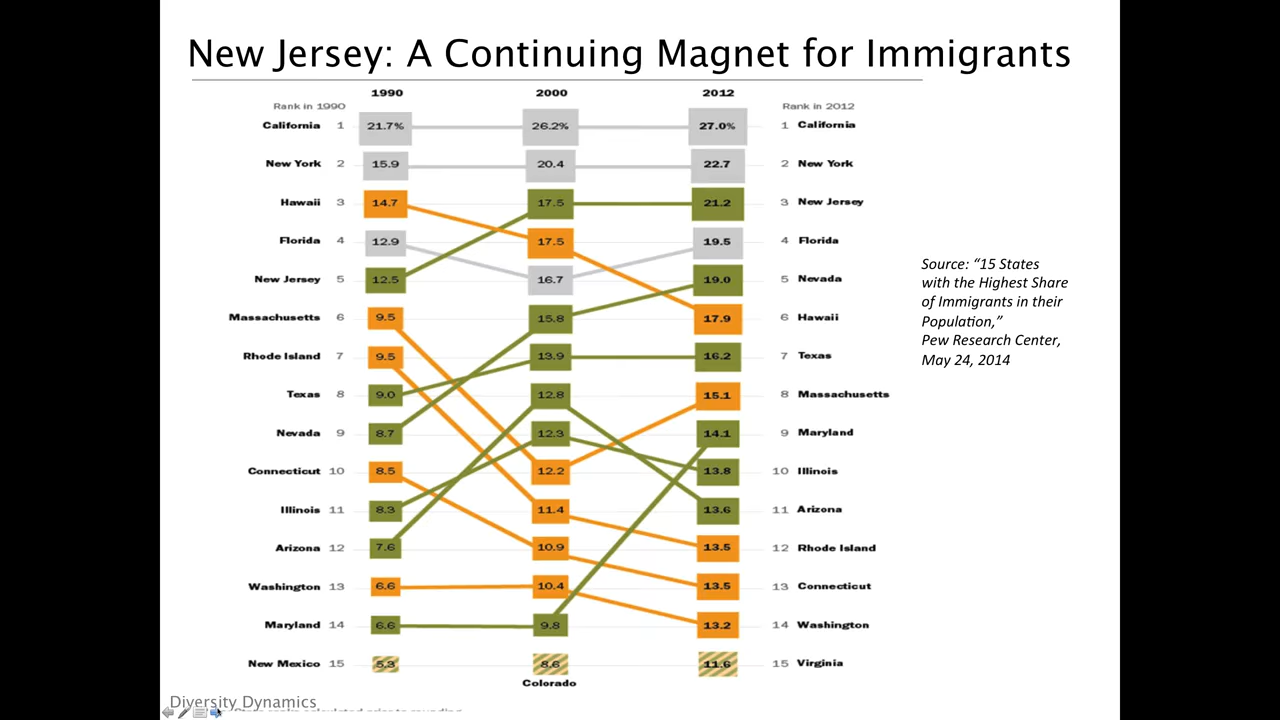 New Jersey: A Continuing Magnet for Immigrants
1990 2000 2012
Rank in 1990 Rank in 2012
California 1 21.7% 26.2% 27.0% 1 California
New York 2 15.9 20.4 22.7 2 New York
Hawaii 3 14.7 17.5 21.2 3 New Jersey
Florida 4 12.9 17.5 19.5 4 Florida
New Jersey 5 12.5 16.7 19.0 5 Nevada
Massachusetts 6 9.5 15.8 17.9 6 Hawaii
Rhode Island 7 9.5 13.9 16.2 7 Texas
Texas 8 9.0 12.8 15.1 8 Massachusetts
Nevada 9 8.7 12.3 14.1 9 Maryland
Connecticut 10 8.5 12.2 13.8 10 Illinois
Illinois 11 8.3 11.4 13.6 11 Arizona
Arizona 12 7.6 10.9 13.5 12 Rhode Island
Washington 13 6.6 10.4 13.5 13 Connecticut
Maryland 14 6.6 9.8 13.2 14 Washington
New Mexico 15 5.3 8.6 11.6 15 Virginia
Colorado
Source: “15 States
with the Highest Share
of Immigrants in their
Population,”
Pew Research Center,
May 24, 2014
Diversity Dynamics